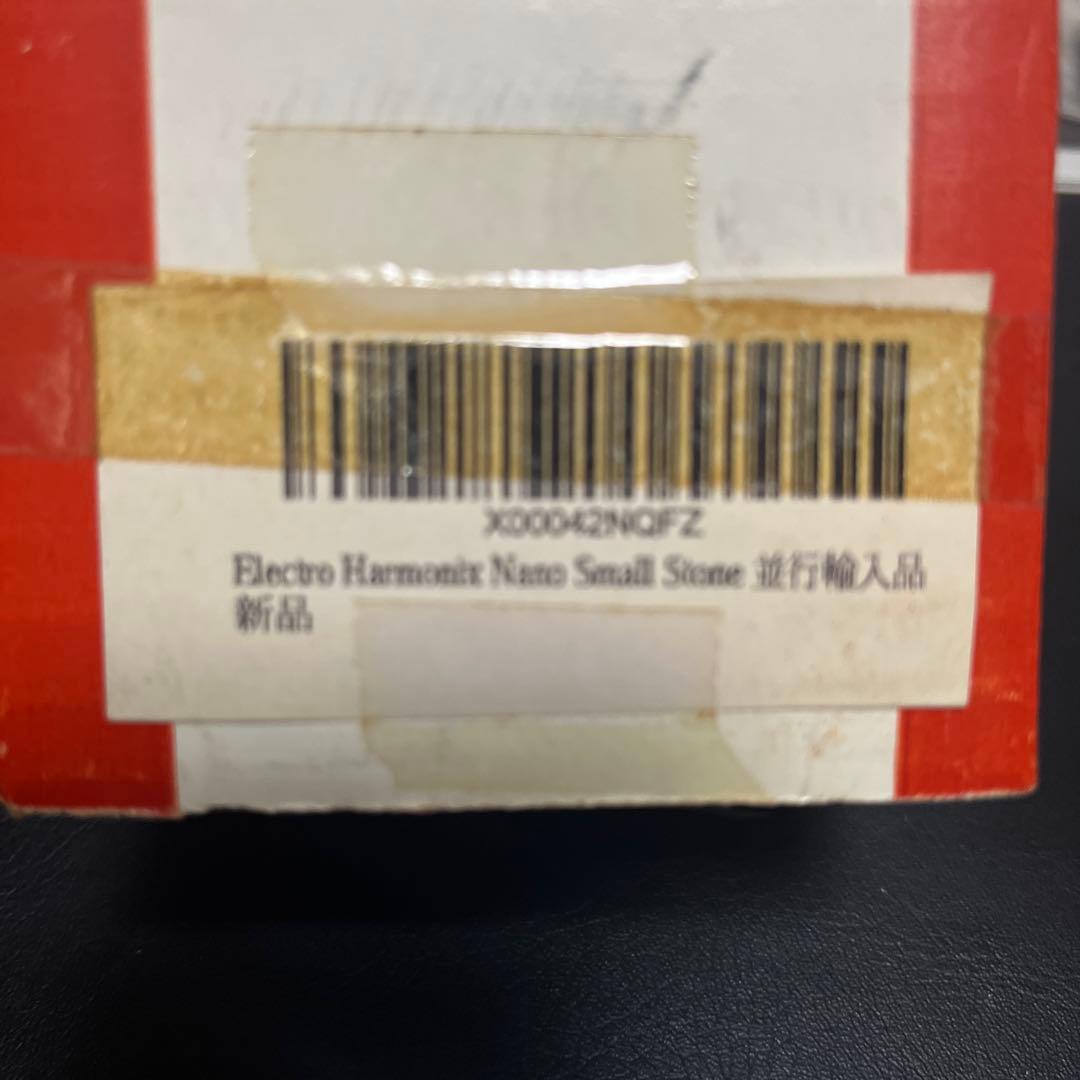 X00042NQFZ
Electro Harmonix Nano Small Stone 並行輸入品
新品